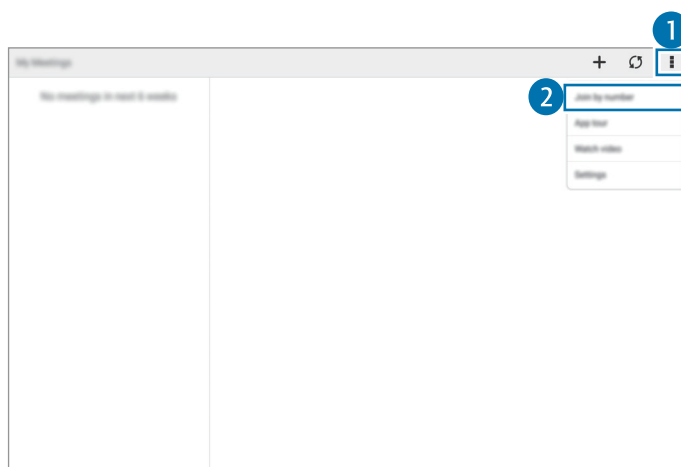 1
My Meetings
No meetings in next 6 weeks
2
Join by number
App tour
Watch video
Settings